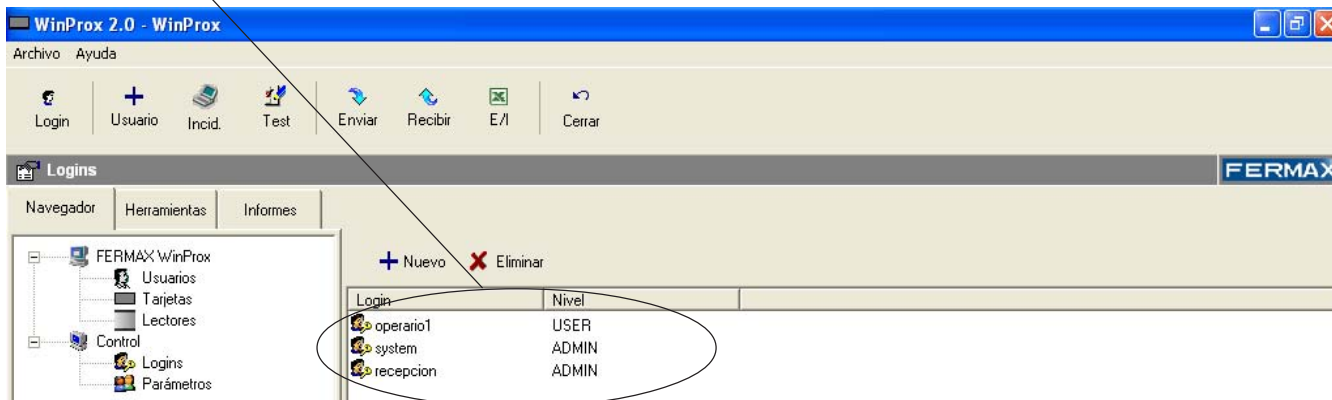 WinProx 2.0 - WinProx
Archivo Ayuda
Login Usuario Incid. Test Enviar Recibir E/I Cerrar
Logins FERMAX
Navegador Herramientas Informes
FERMAX WinProx
Usuarios
Tarjetas
Lectores
Control
Logins
Parámetros
Nuevo Eliminar
Login Nivel
operario1 USER
system ADMIN
recepcion ADMIN